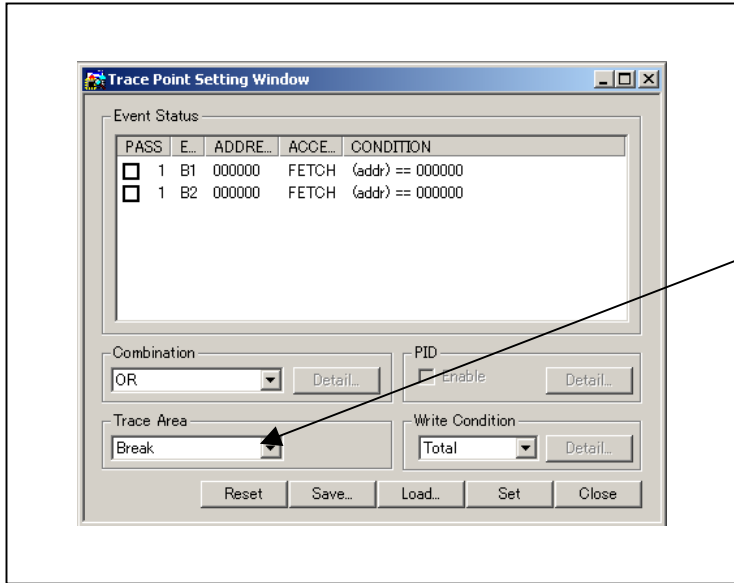 Trace Point Setting Window
Event Status
PASS E... ADDRE... ACCE... CONDITION
1 B1 000000 FETCH (addr) == 000000
1 B2 000000 FETCH (addr) == 000000
Combination
OR Detail...
PID
Enable Detail...
Trace Area
Break
Write Condition
Total Detail...
Reset Save... Load... Set Close